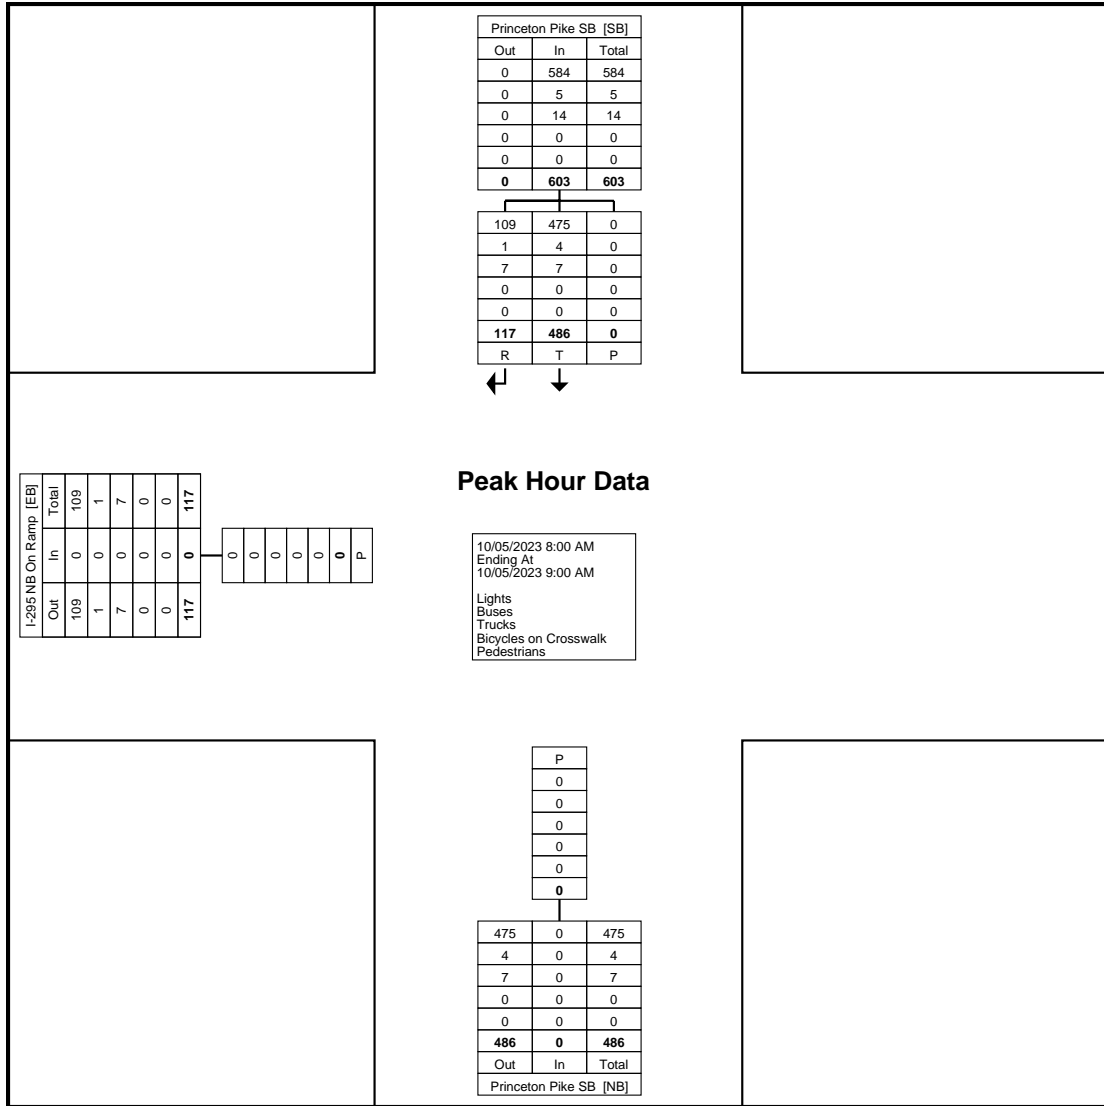 Princeton Pike SB [SB]
Out In Total
0 584 584
0 5 5
0 14 14
0 0 0
0 0 0
0 603 603
109 475 0
1 4 0
7 7 0
0 0 0
0 0 0
117 486 0
R T P
Peak Hour Data
I-295 NB On Ramp [EB]
Total 109 1 7 0 0 117
In 0 0 0 0 0 0
Out 109 1 7 0 0 117
0 0 0 0 0 0 P
10/05/2023 8:00 AM
Ending At
10/05/2023 9:00 AM
Lights
Buses
Trucks
Bicycles on Crosswalk
Pedestrians
P
0
0
0
0
0
0
475 0 475
4 0 4
7 0 7
0 0 0
0 0 0
486 0 486
Out In Total
Princeton Pike SB [NB]